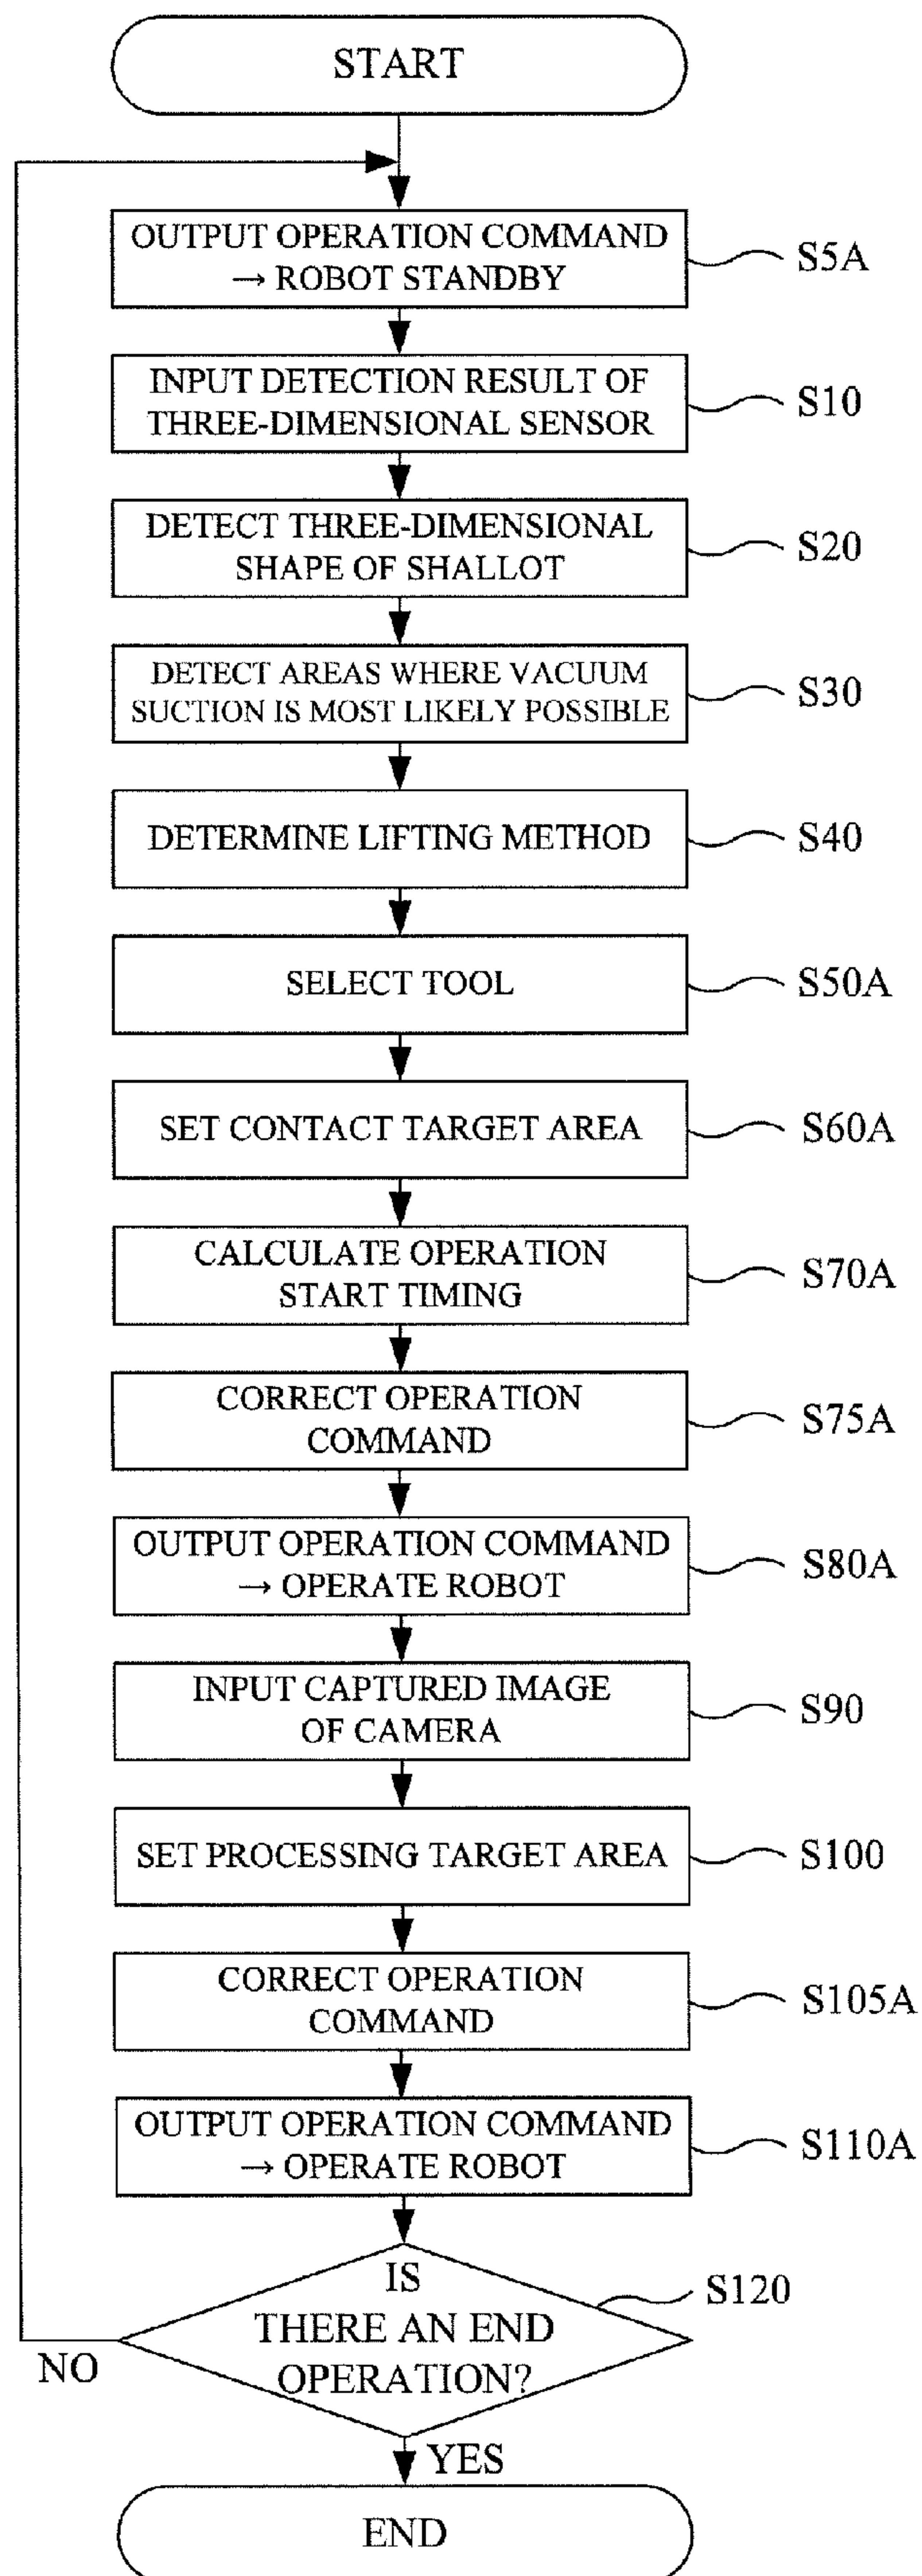 START
OUTPUT OPERATION COMMAND
→ ROBOT STANDBY
S5A
INPUT DETECTION RESULT OF
THREE-DIMENSIONAL SENSOR
S10
DETECT THREE-DIMENSIONAL
SHAPE OF SHALLOT
S20
DETECT AREAS WHERE VACUUM
SUCTION IS MOST LIKELY POSSIBLE
S30
DETERMINE LIFTING METHOD
S40
SELECT TOOL
S50A
SET CONTACT TARGET AREA
S60A
CALCULATE OPERATION
START TIMING
S70A
CORRECT OPERATION
COMMAND
S75A
OUTPUT OPERATION COMMAND
→ OPERATE ROBOT
S80A
INPUT CAPTURED IMAGE
OF CAMERA
S90
SET PROCESSING TARGET AREA
S100
CORRECT OPERATION
COMMAND
S105A
OUTPUT OPERATION COMMAND
→ OPERATE ROBOT
S110A
IS
THERE AN END
OPERATION?
S120
NO
YES
END